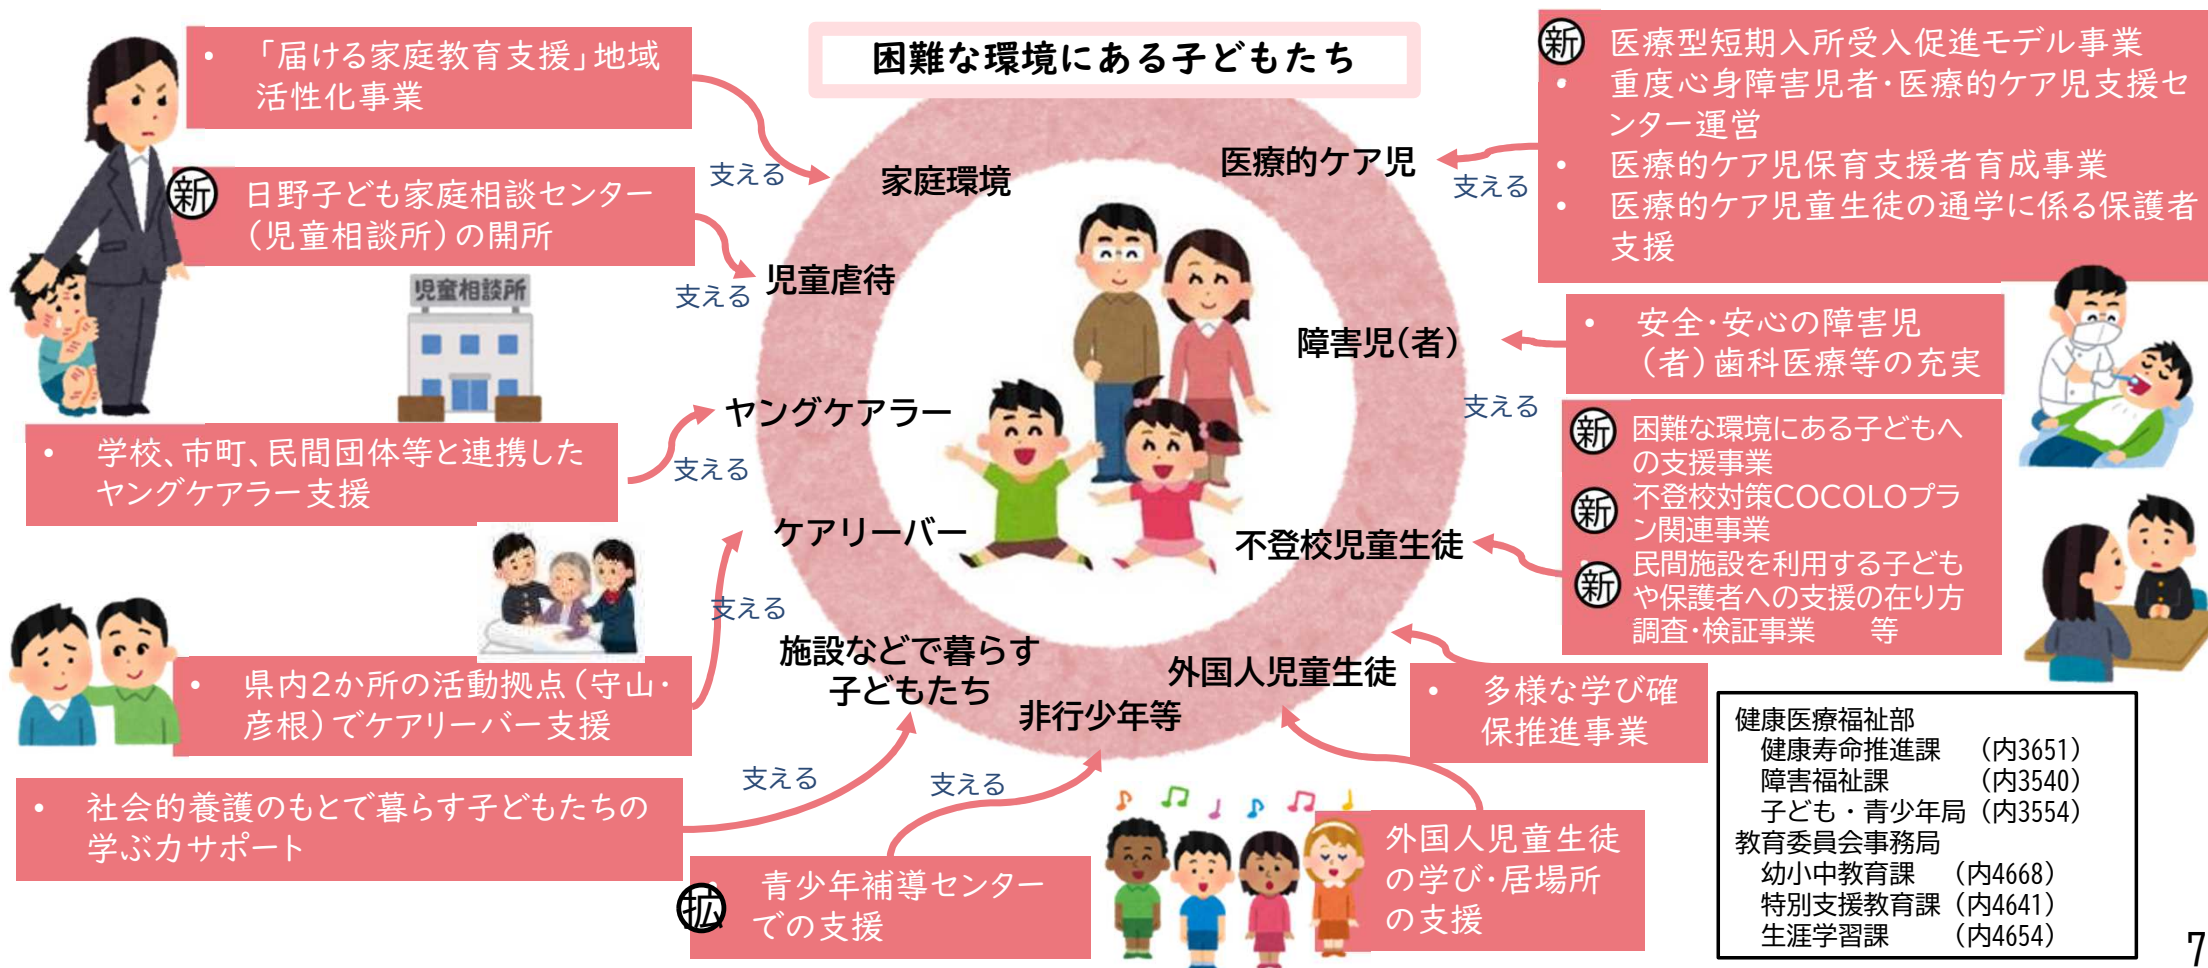 困難な環境にある子どもたち
• 「届ける家庭教育支援」地域
活性化事業
支える
家庭環境
新 日野子ども家庭相談センター
（児童相談所）の開所
支える
児童虐待
児童相談所
• 学校、市町、民間団体等と連携した
ヤングケアラー支援
支える
ヤングケアラー
• 県内2か所の活動拠点（守山・
彦根）でケアリーバー支援
支える
ケアリーバー
• 社会的養護のもとで暮らす子どもたちの
学ぶ力サポート
支える
施設などで暮らす
子どもたち
拡 青少年補導センター
での支援
支える
非行少年等
外国人児童生徒
の学び・居場所
の支援
外国人児童生徒
• 多様な学び確
保推進事業
新 医療型短期入所受入促進モデル事業
• 重度心身障害児者・医療的ケア児支援セ
ンター運営
• 医療的ケア児保育支援者育成事業
• 医療的ケア児童生徒の通学に係る保護者
支援
支える
医療的ケア児
• 安全・安心の障害児
（者）歯科医療等の充実
障害児（者）
支える
新 困難な環境にある子どもへ
の支援事業
新 不登校対策COCOLOプラ
ン関連事業
新 民間施設を利用する子ども
や保護者への支援の在り方
調査・検証事業　等
不登校児童生徒
健康医療福祉部
健康寿命推進課　（内3651）
障害福祉課　（内3540）
子ども・青少年局（内3554）
教育委員会事務局
幼小中教育課　（内4668）
特別支援教育課（内4641）
生涯学習課　（内4654）
7